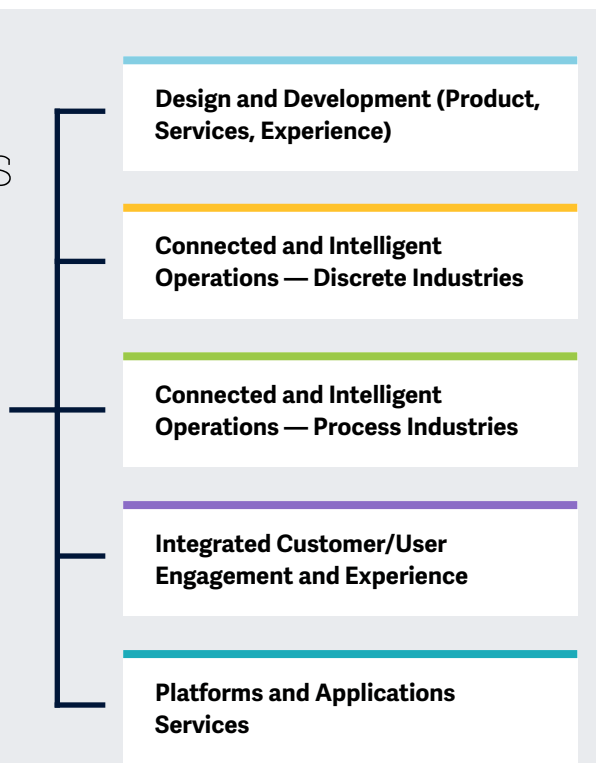 Design and Development (Product,
Services, Experience)
Connected and Intelligent
Operations — Discrete Industries
Connected and Intelligent
Operations — Process Industries
Integrated Customer/User
Engagement and Experience
Platforms and Applications
Services